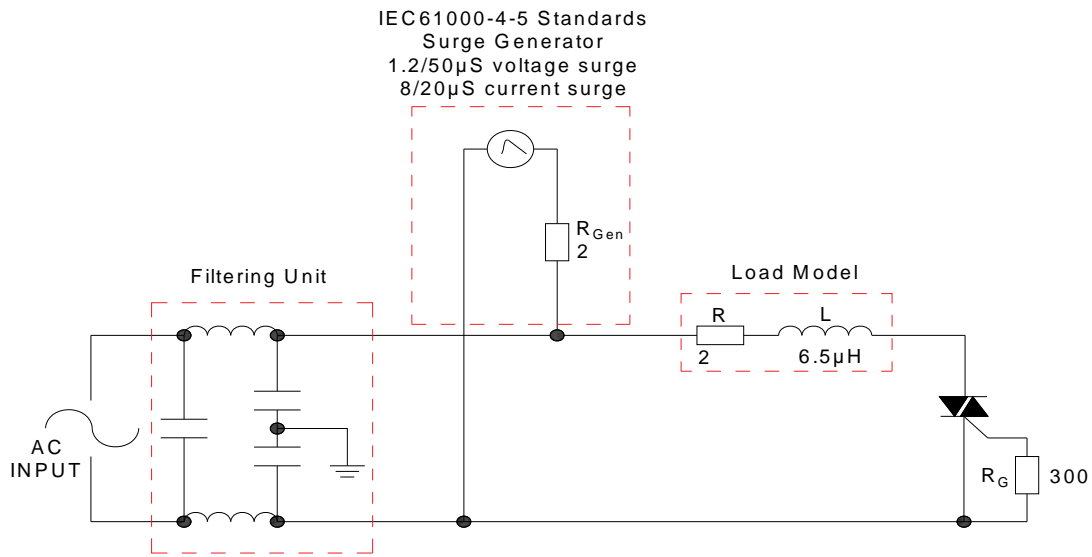 IEC61000-4-5 Standards
Surge Generator
1.2/50µS voltage surge
8/20µS current surge
RGen
2
Filtering Unit
Load Model
R
L
2
6.5µH
AC
INPUT
RG
300